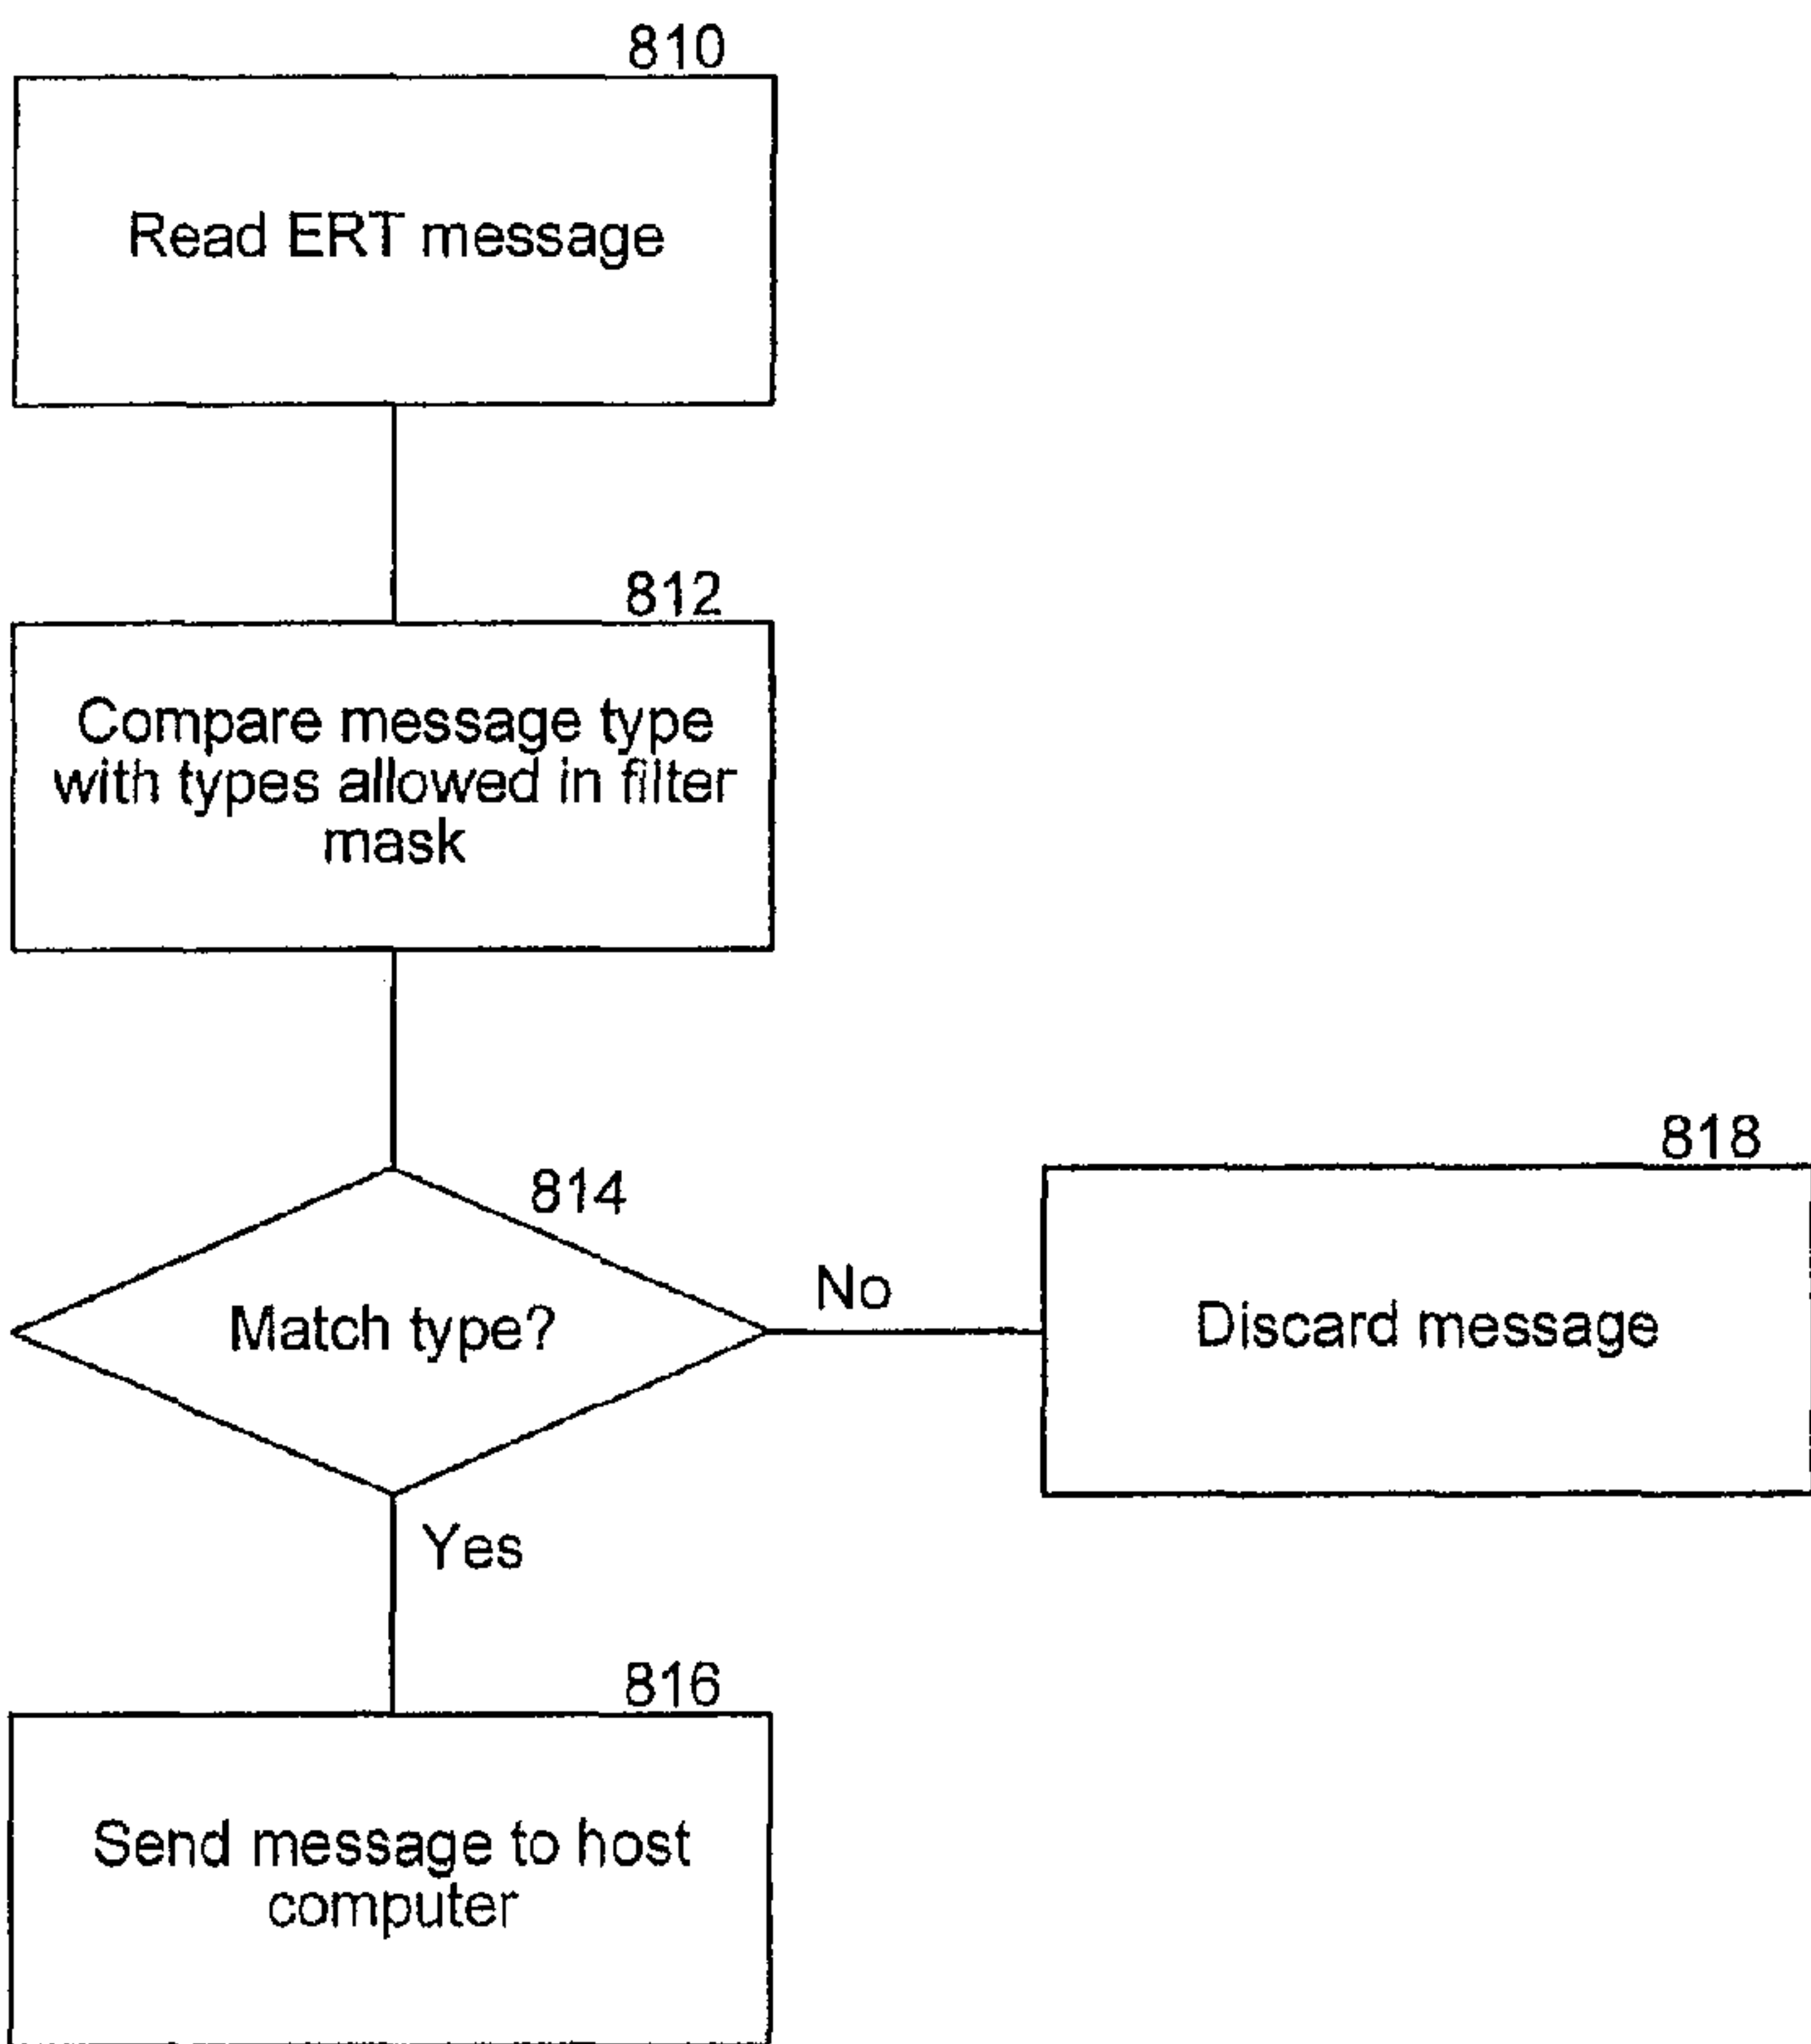 810
Read ERT message
812
Compare message type
with types allowed in filter
mask
814
Match type?
No
818
Discard message
Yes
816
Send message to host
computer